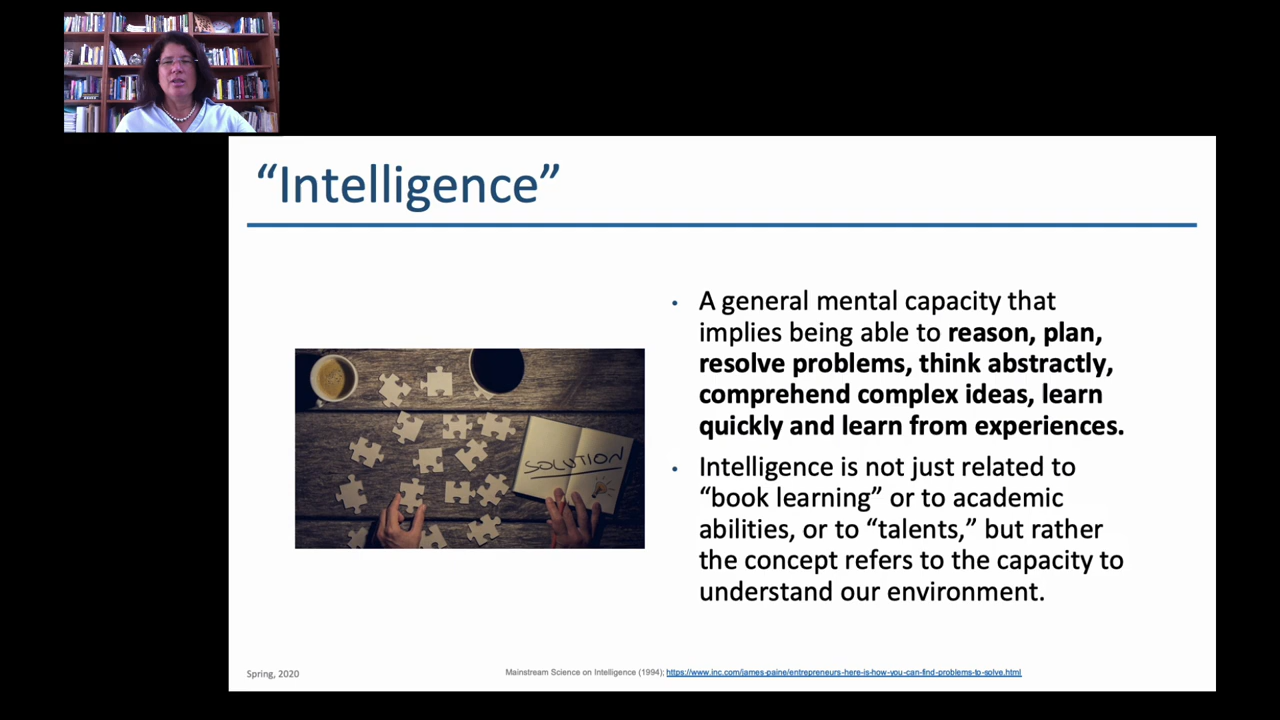 “Intelligence”
• A general mental capacity that
implies being able to reason, plan,
resolve problems, think abstractly,
comprehend complex ideas, learn
quickly and learn from experiences.
• Intelligence is not just related to
“book learning” or to academic
abilities, or to “talents,” but rather
the concept refers to the capacity to
understand our environment.
SOLUTION
Spring, 2020
Mainstream Science on Intelligence (1994); https://www.inc.com/james-paine/entrepreneurs-here-is-how-you-can-find-problems-to-solve.html